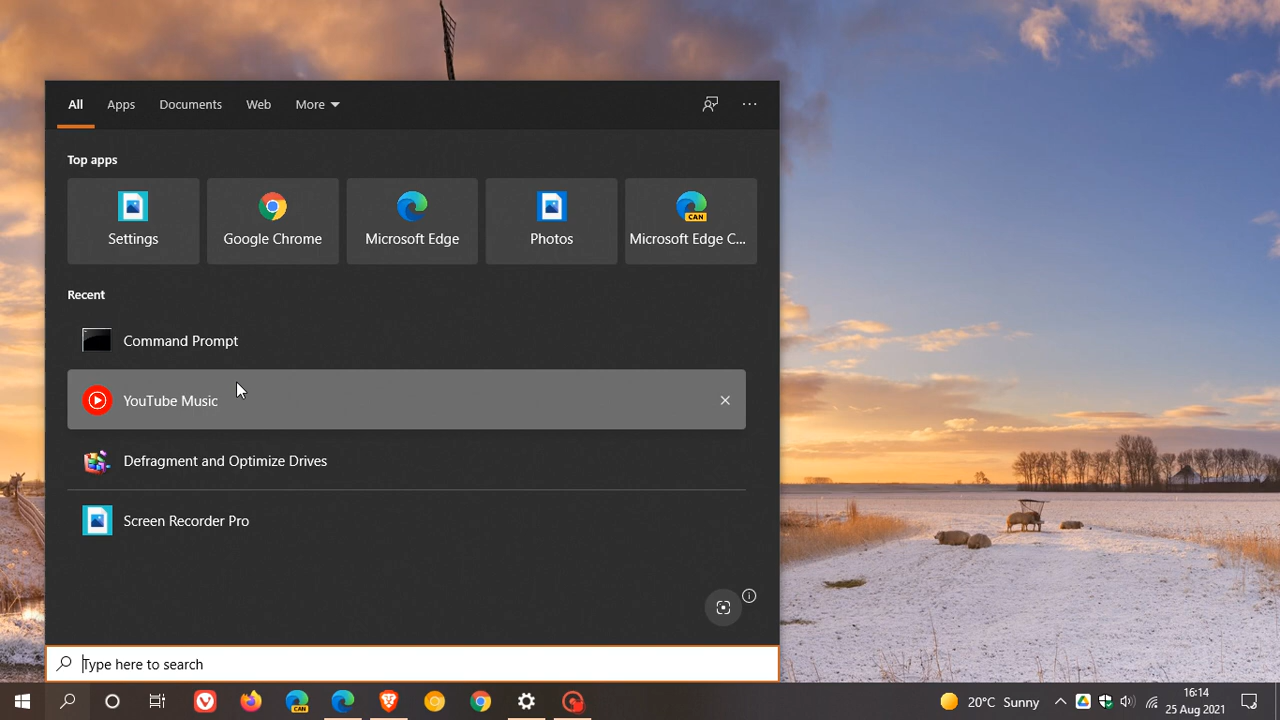 All Apps Documents Web More
Top apps
Settings Google Chrome Microsoft Edge Photos Microsoft Edge C...
CAN
Recent
Command Prompt
YouTube Music
Defragment and Optimize Drives
Screen Recorder Pro
Type here to search
CAN
20°C Sunny
16:14
25 Aug 2021